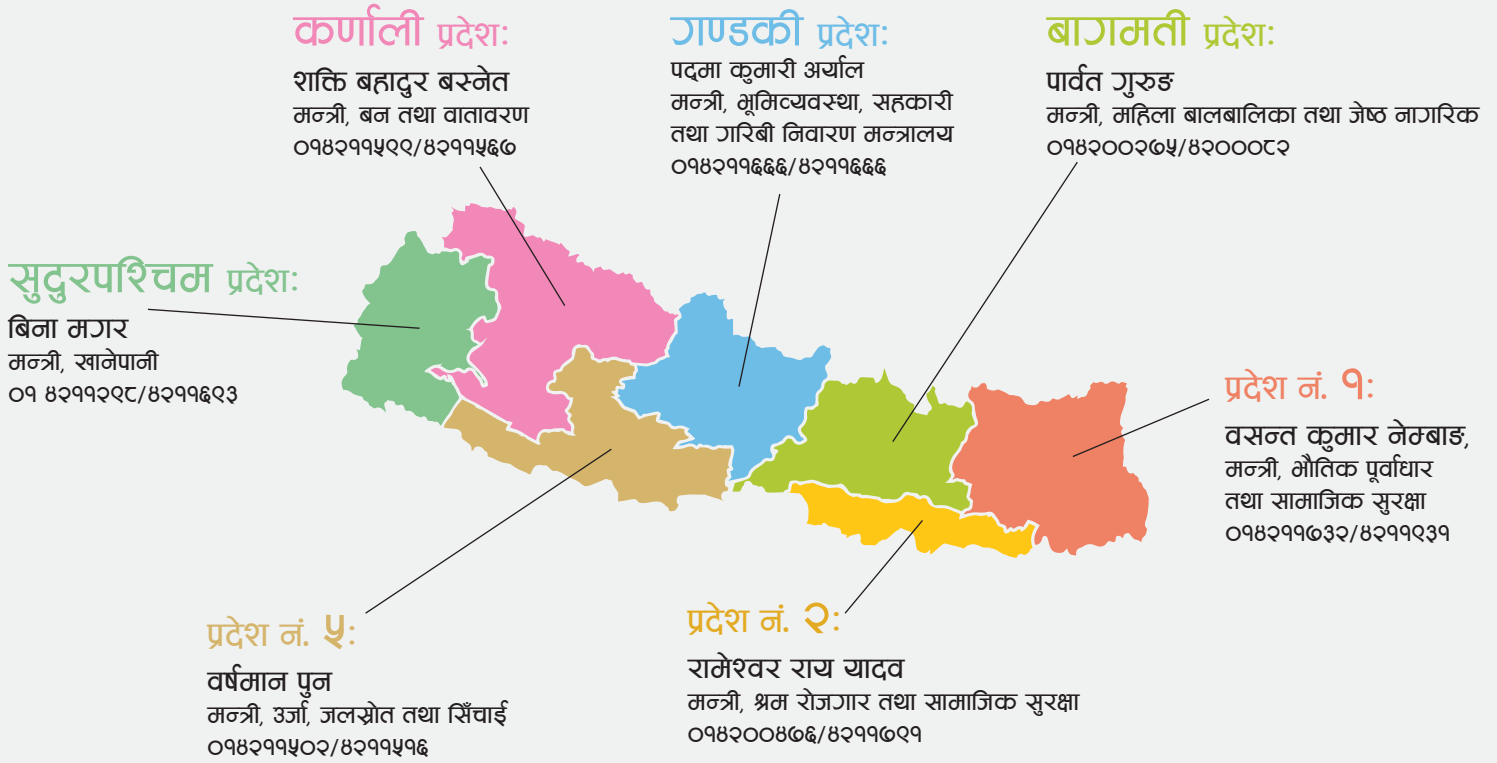 कर्णाली प्रदेश:
शक्ति बहादुर बस्नेत
मन्त्री, बन तथा वातावरण
०१४२११५९९/४२११५६७
गण्डकी प्रदेश:
पद्मा कुमारी अर्याल
मन्त्री, भूमिव्यवस्था, सहकारी
तथा गरिबी निवारण मन्त्रालय
०१४२११६६६/४२११६६६
बागमती प्रदेश:
पार्वत गुरुङ
मन्त्री, महिला बालबालिका तथा जेष्ठ नागरिक
०१४२००२७५/४२०००८२
सुदुरपश्चिम प्रदेश:
बिना मगर
मन्त्री, खानेपानी
०१ ४२११२९८/४२११६९३
प्रदेश नं. १:
वसन्त कुमार नेम्बाङ,
मन्त्री, भौतिक पूर्वाधार
तथा सामाजिक सुरक्षा
०१४२११७३२/४२११९३१
प्रदेश नं. ५:
वर्षमान पुन
मन्त्री, उर्जा, जलस्रोत तथा सिँचाई
०१४२११५०२/४२११५१६
प्रदेश नं. २:
रामेश्वर राय यादव
मन्त्री, श्रम रोजगार तथा सामाजिक सुरक्षा
०१४२००४७६/४२११७९१